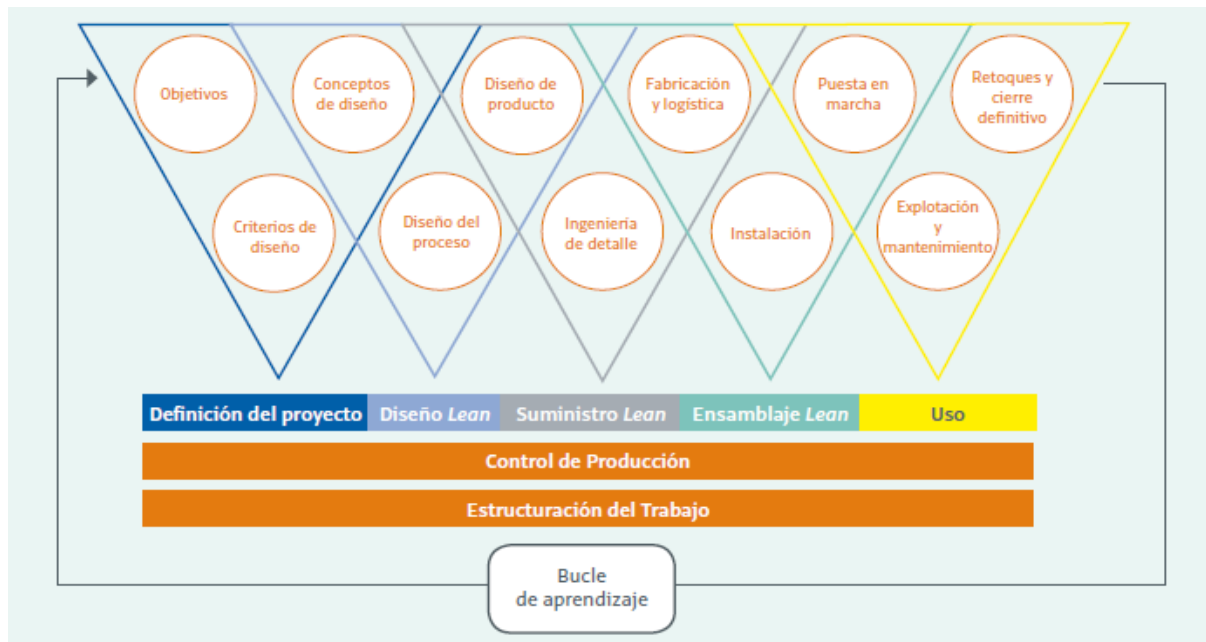 Objetivos
Conceptos
de diseño
Diseño de
producto
Fabricación
y logística
Puesta en
marcha
Retoques y
cierre
definitivo
Criterios de
diseño
Diseño del
proceso
Ingeniería
de detalle
Instalación
Explotación
y
mantenimiento
Definición del proyecto
Diseño Lean
Suministro Lean
Ensamblaje Lean
Uso
Control de Producción
Estructuración del Trabajo
Bucle
de aprendizaje